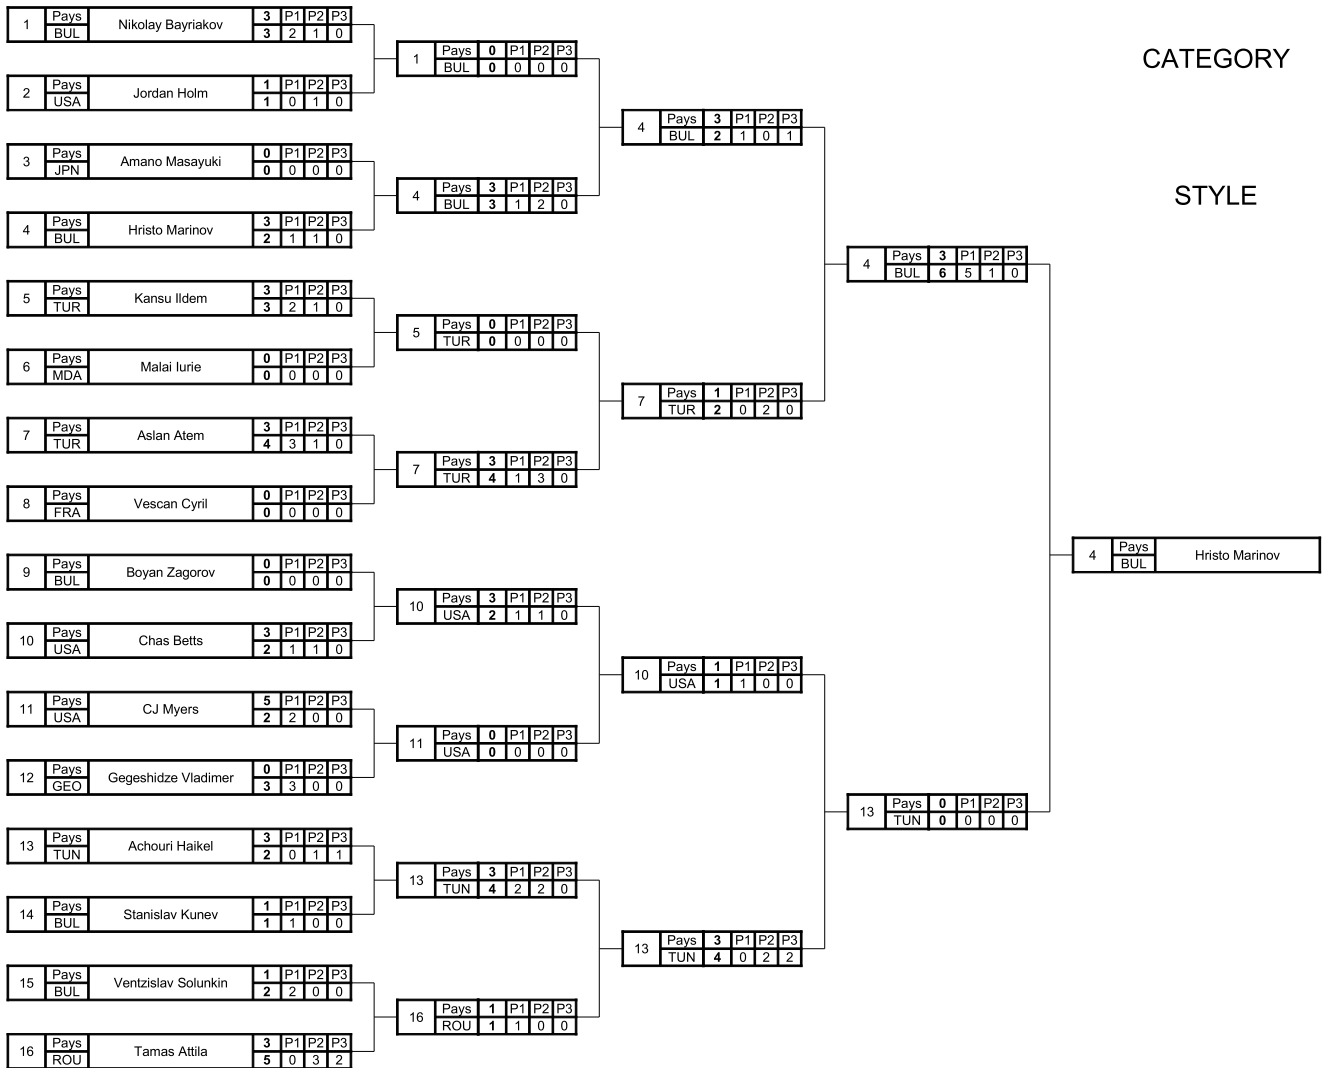 CATEGORY
STYLE
1 Pays Nikolay Bayriakov 3 P1 P2 P3
BUL 3 2 1 0
2 Pays Jordan Holm 1 P1 P2 P3
USA 1 0 1 0
3 Pays Amano Masayuki 0 P1 P2 P3
JPN 0 0 0 0
4 Pays Hristo Marinov 3 P1 P2 P3
BUL 2 1 1 0
5 Pays Kansu Ildem 3 P1 P2 P3
TUR 3 2 1 0
6 Pays Malai Iurie 0 P1 P2 P3
MDA 0 0 0 0
7 Pays Aslan Atem 3 P1 P2 P3
TUR 4 3 1 0
8 Pays Vescan Cyril 0 P1 P2 P3
FRA 0 0 0 0
9 Pays Boyan Zagorov 0 P1 P2 P3
BUL 0 0 0 0
10 Pays Chas Betts 3 P1 P2 P3
USA 2 1 1 0
11 Pays CJ Myers 5 P1 P2 P3
USA 2 2 0 0
12 Pays Gegeshidze Vladimer 0 P1 P2 P3
GEO 3 3 0 0
13 Pays Achouri Haikel 3 P1 P2 P3
TUN 2 0 1 1
14 Pays Stanislav Kunev 1 P1 P2 P3
BUL 1 1 0 0
15 Pays Ventzislav Solunkin 1 P1 P2 P3
BUL 2 2 0 0
16 Pays Tamas Attila 3 P1 P2 P3
ROU 5 0 3 2
1 Pays 0 P1 P2 P3
BUL 0 0 0 0
4 Pays 3 P1 P2 P3
BUL 3 1 2 0
5 Pays 0 P1 P2 P3
TUR 0 0 0 0
7 Pays 3 P1 P2 P3
TUR 4 1 3 0
10 Pays 3 P1 P2 P3
USA 2 1 1 0
11 Pays 0 P1 P2 P3
USA 0 0 0 0
13 Pays 3 P1 P2 P3
TUN 4 2 2 0
16 Pays 1 P1 P2 P3
ROU 1 1 0 0
4 Pays 3 P1 P2 P3
BUL 2 1 0 1
7 Pays 1 P1 P2 P3
TUR 2 0 2 0
10 Pays 1 P1 P2 P3
USA 1 1 0 0
13 Pays 3 P1 P2 P3
TUN 4 0 2 2
4 Pays 3 P1 P2 P3
BUL 6 5 1 0
13 Pays 0 P1 P2 P3
TUN 0 0 0 0
4 Pays Hristo Marinov
BUL